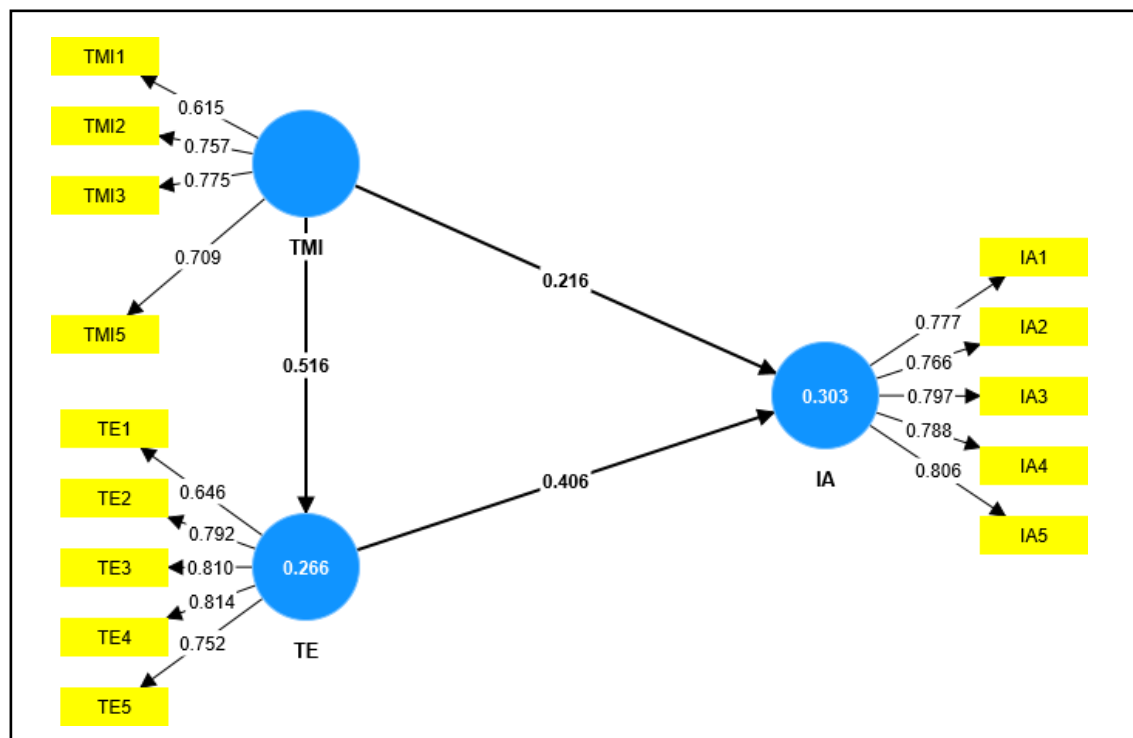 TMI1
0.615
TMI2
0.757
TMI3
0.775
TMI
0.709
TMI5
0.216
0.516
IA1
0.777
IA2
0.766
IA3
0.797
0.303
IA4
0.788
IA
0.806
IA5
TE1
0.646
0.406
TE2
0.792
TE3
0.810
0.266
TE4
0.814
TE
0.752
TE5